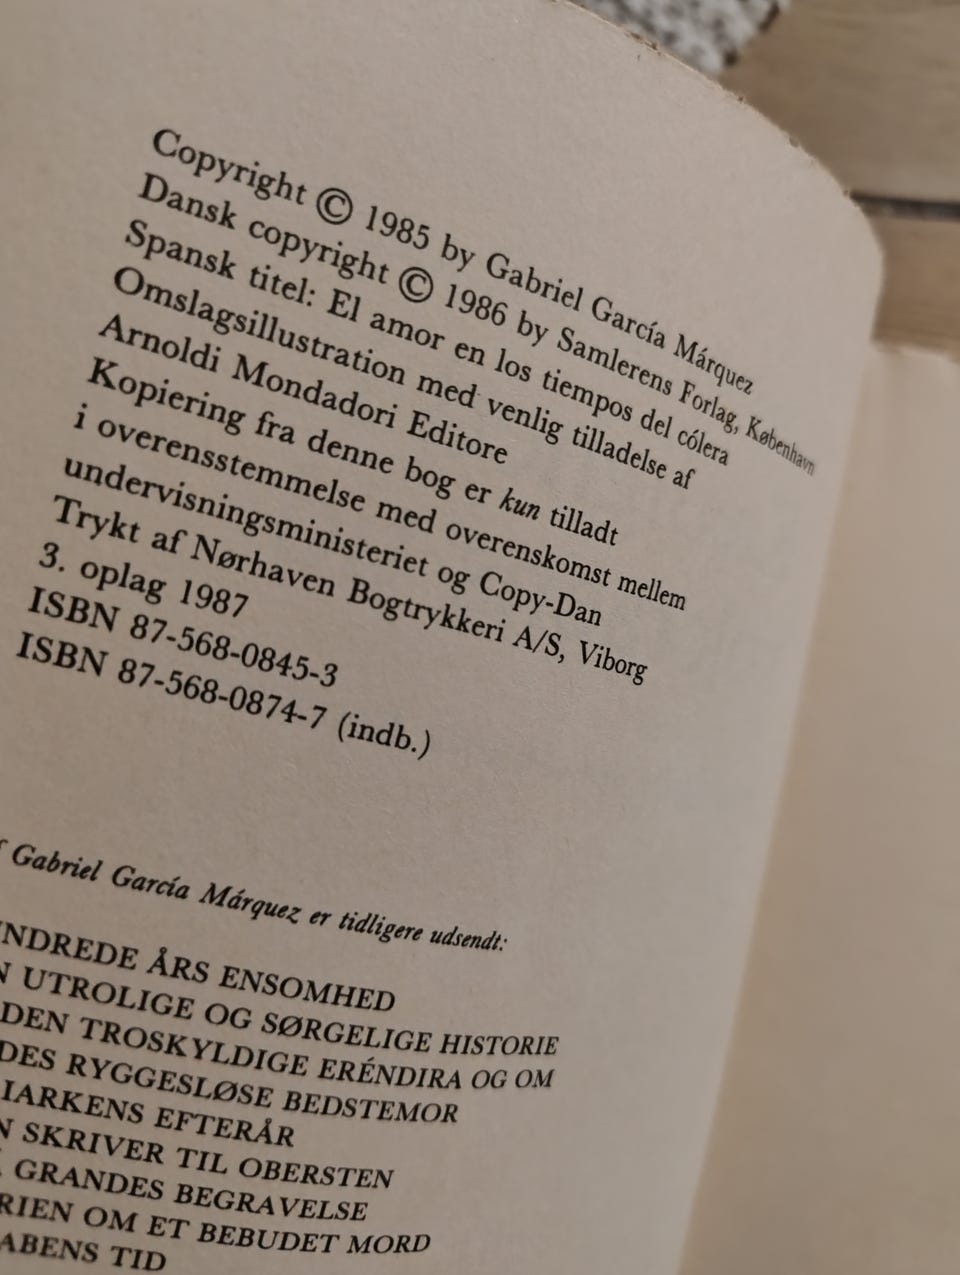 Copyright © 1985 by Gabriel García Márquez
Dansk copyright © 1986 by Samlerens Forlag, København
Spansk titel: El amor en los tiempos del cólera
Omslagsillustration med venlig tilladelse af
Arnoldi Mondadori Editore
Kopiering fra denne bog er kun tilladt
i overensstemmelse med overenskomst mellem
undervisningsministeriet og Copy-Dan
Trykt af Nørhaven Bogtrykkeri A/S, Viborg
3. oplag 1987
ISBN 87-568-0845-3
ISBN 87-568-0874-7 (indb.)
Gabriel García Márquez er tidligere udsendt:
NDREDE ÅRS ENSOMHED
N UTROLIGE OG SØRGELIGE HISTORIE
DEN TROSKYLDIGE ERÉNDIRA OG OM
DES RYGGESLØSE BEDSTEMOR
IARKENS EFTERÅR
N SKRIVER TIL OBERSTEN
GRANDES BEGRAVELSE
RIEN OM ET BEBUDET MORD
ABENS TID